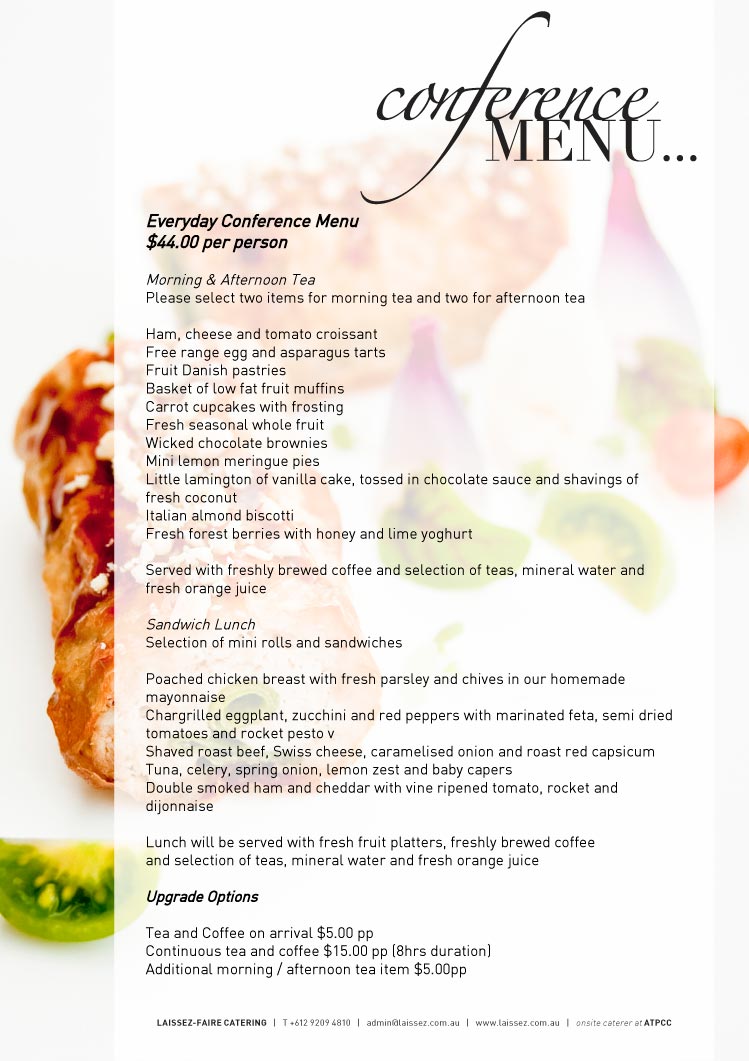 conference
MENU...
Everyday Conference Menu
$44.00 per person
Morning & Afternoon Tea
Please select two items for morning tea and two for afternoon tea
Ham, cheese and tomato croissant
Free range egg and asparagus tarts
Fruit Danish pastries
Basket of low fat fruit muffins
Carrot cupcakes with frosting
Fresh seasonal whole fruit
Wicked chocolate brownies
Mini lemon meringue pies
Little lamington of vanilla cake, tossed in chocolate sauce and shavings of
fresh coconut
Italian almond biscotti
Fresh forest berries with honey and lime yoghurt
Served with freshly brewed coffee and selection of teas, mineral water and
fresh orange juice
Sandwich Lunch
Selection of mini rolls and sandwiches
Poached chicken breast with fresh parsley and chives in our homemade
mayonnaise
Chargrilled eggplant, zucchini and red peppers with marinated feta, semi dried
tomatoes and rocket pesto v
Shaved roast beef, Swiss cheese, caramelised onion and roast red capsicum
Tuna, celery, spring onion, lemon zest and baby capers
Double smoked ham and cheddar with vine ripened tomato, rocket and
dijonnaise
Lunch will be served with fresh fruit platters, freshly brewed coffee
and selection of teas, mineral water and fresh orange juice
Upgrade Options
Tea and Coffee on arrival $5.00 pp
Continuous tea and coffee $15.00 pp (8hrs duration)
Additional morning / afternoon tea item $5.00pp
LAISSEZ-FAIRE CATERING | T +612 9209 4810 | admin@laissez.com.au | www.laissez.com.au | onsite caterer at ATPCC